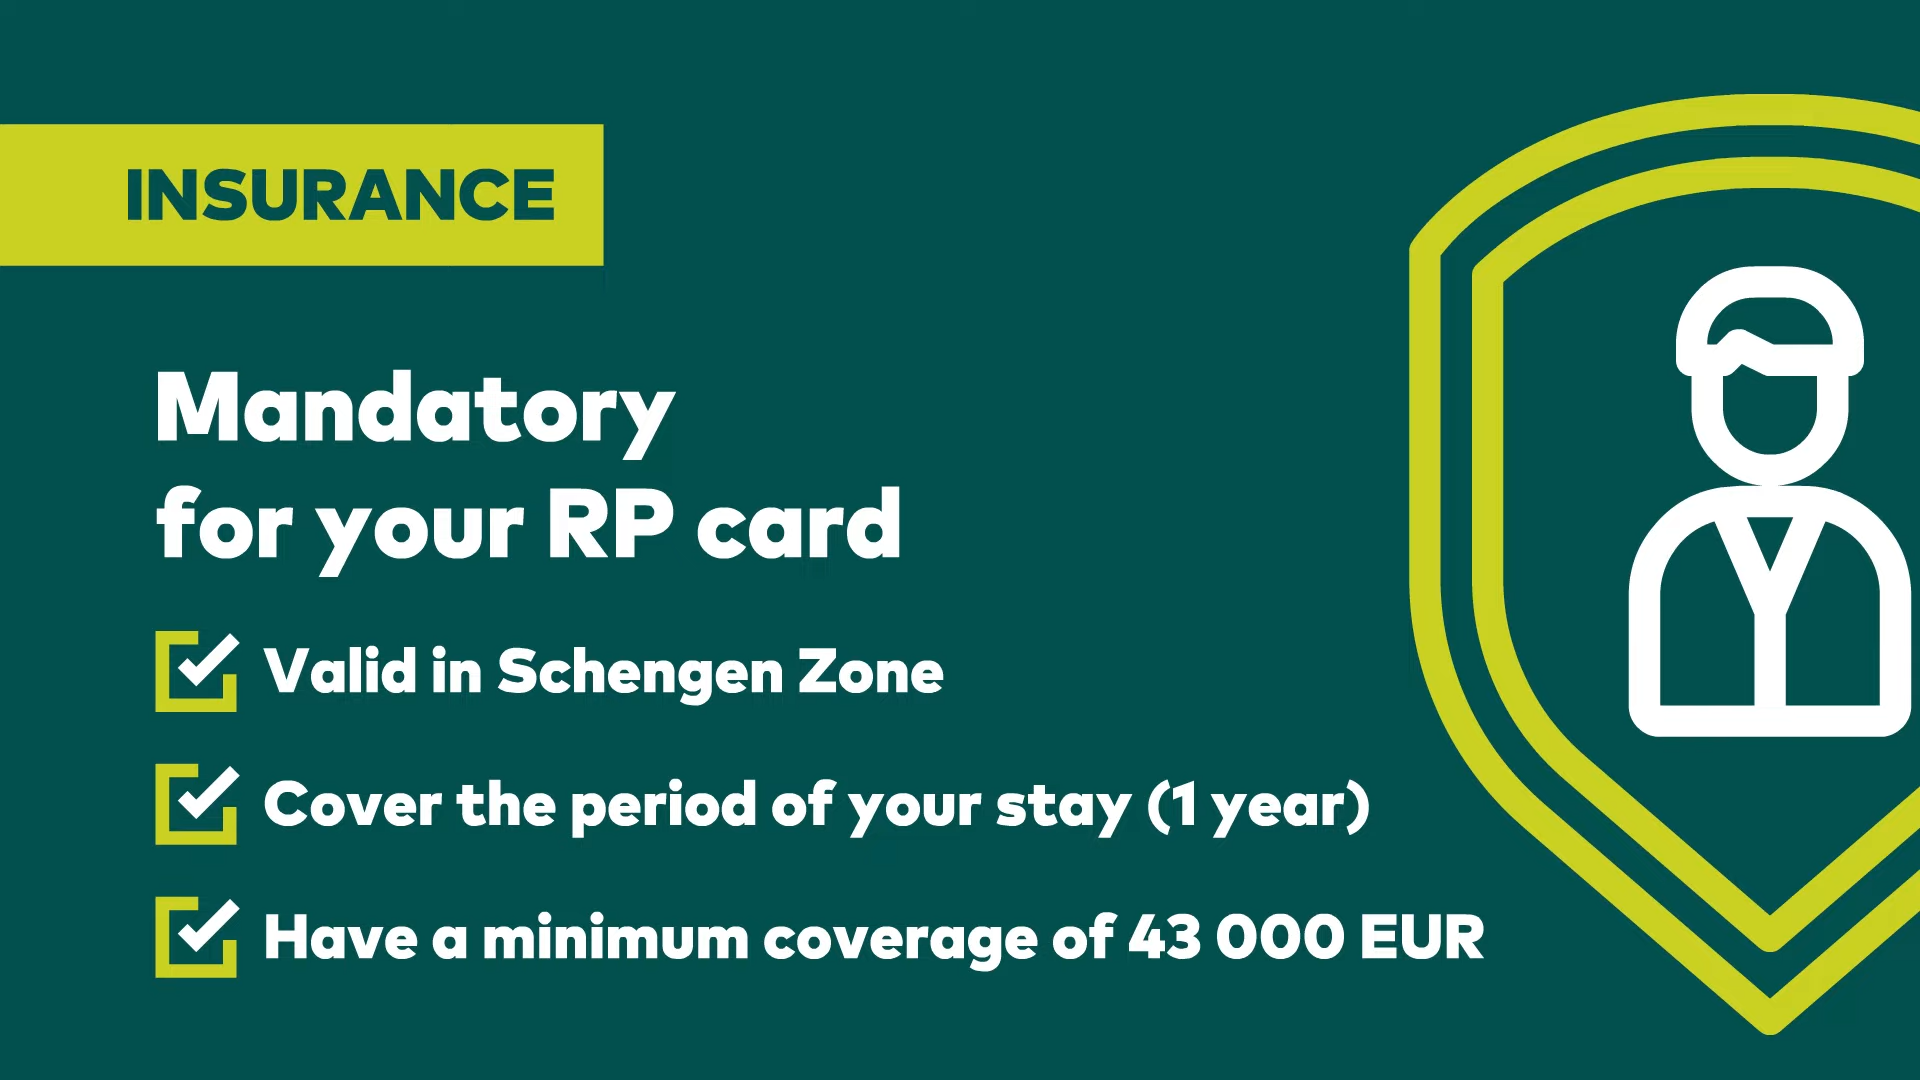 INSURANCE
Mandatory
for your RP card
Valid in Schengen Zone
Cover the period of your stay (1 year)
Have a minimum coverage of 43 000 EUR